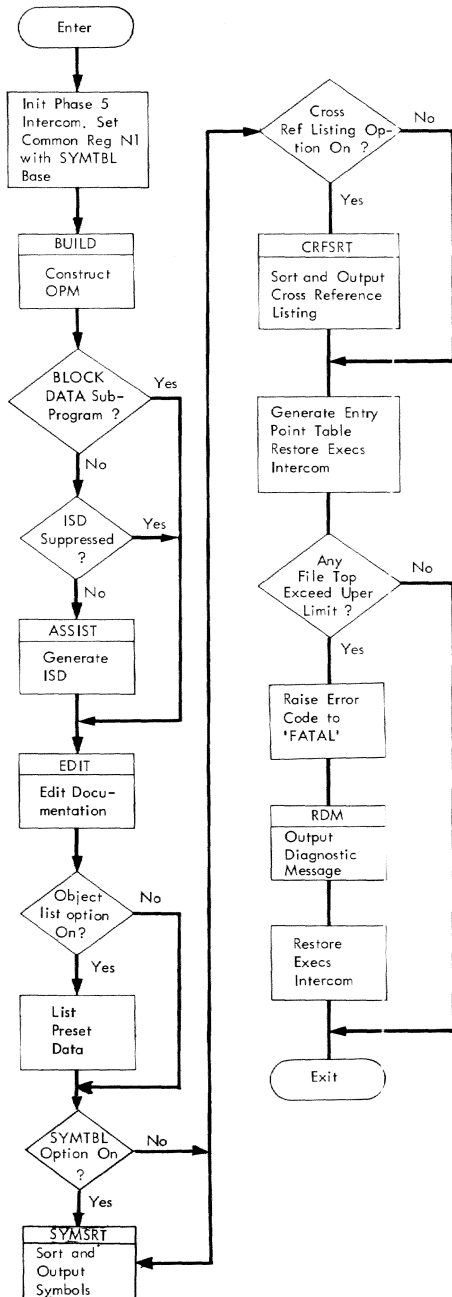 Enter
Init Phase 5
Intercom. Set
Common Reg N1
with SYMTBL
Base
BUILD
Construct
OPM
BLOCK
DATA Sub-
Program ?
Yes
No
ISD
Suppressed
?
Yes
No
ASSIST
Generate
ISD
EDIT
Edit Docu-
mentation
Object
list option
On?
No
Yes
List
Preset
Data
SYMTBL
Option On
?
No
Yes
SYMSRT
Sort and
Output
Symbols
Cross
Ref Listing Op-
tion On ?
No
Yes
CRFSRT
Sort and Output
Cross Reference
Listing
Generate Entry
Point Table
Restore Execs
Intercom
Any
File Top
Exceed Uper
Limit ?
No
Yes
Raise Error
Code to
'FATAL'
RDM
Output
Diagnostic
Message
Restore
Execs
Intercom
Exit